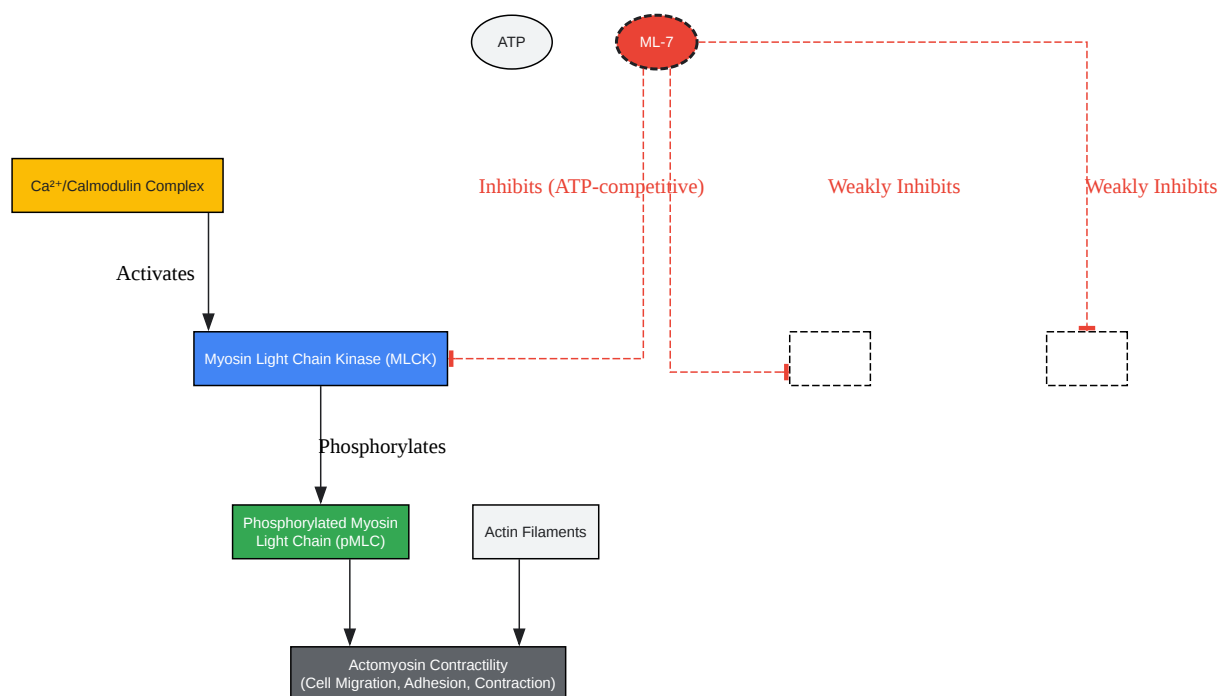 ATP
ML-7
Ca²⁺/Calmodulin Complex
Inhibits (ATP-competitive)
Weakly Inhibits
Weakly Inhibits
Activates
Myosin Light Chain Kinase (MLCK)
Phosphorylates
Phosphorylated Myosin
Light Chain (pMLC)
Actin Filaments
Actomyosin Contractility
(Cell Migration, Adhesion, Contraction)